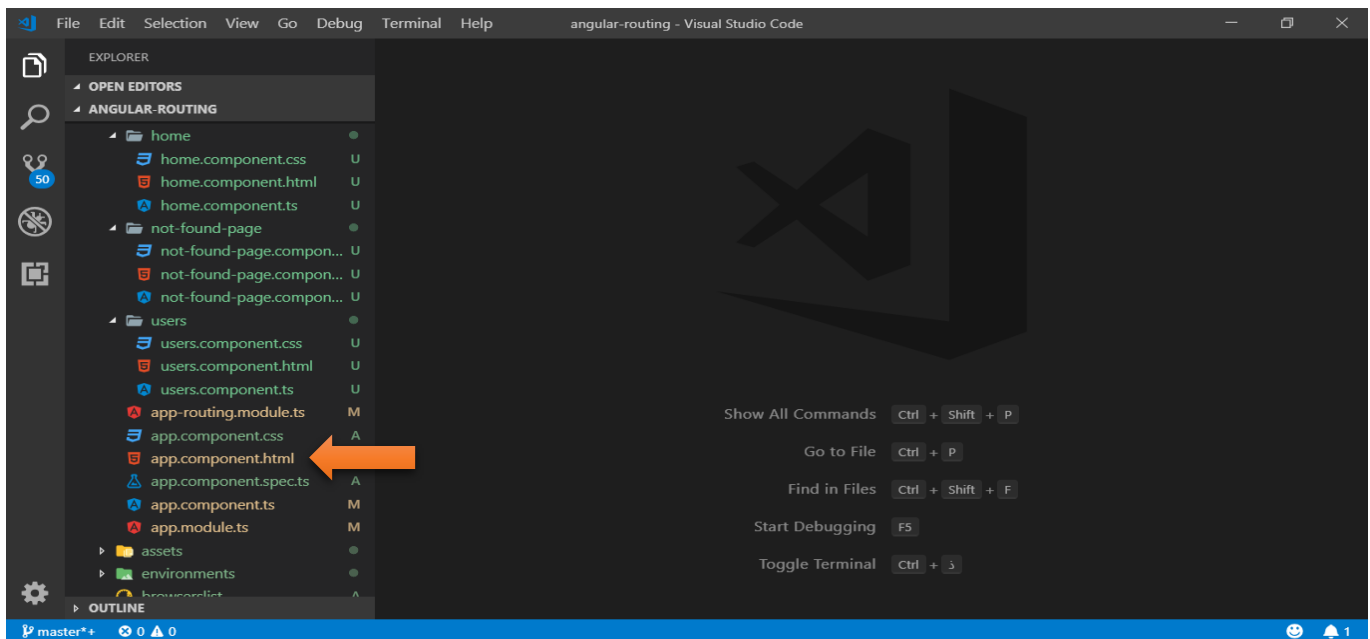 File Edit Selection View Go Debug Terminal Help angular-routing - Visual Studio Code
EXPLORER
OPEN EDITORS
ANGULAR-ROUTING
home
home.component.css U
home.component.html U
home.component.ts U
not-found-page
not-found-page.compon... U
not-found-page.compon... U
not-found-page.compon... U
users
users.component.css U
users.component.html U
users.component.ts U
app-routing.module.ts M
app.component.css A
app.component.html
app.component.spec.ts A
app.component.ts M
app.module.ts M
assets
environments
browserslist A
OUTLINE
50
Show All Commands Ctrl + Shift + P
Go to File Ctrl + P
Find in Files Ctrl + Shift + F
Start Debugging F5
Toggle Terminal Ctrl + ذ
master*+ 0 0 1